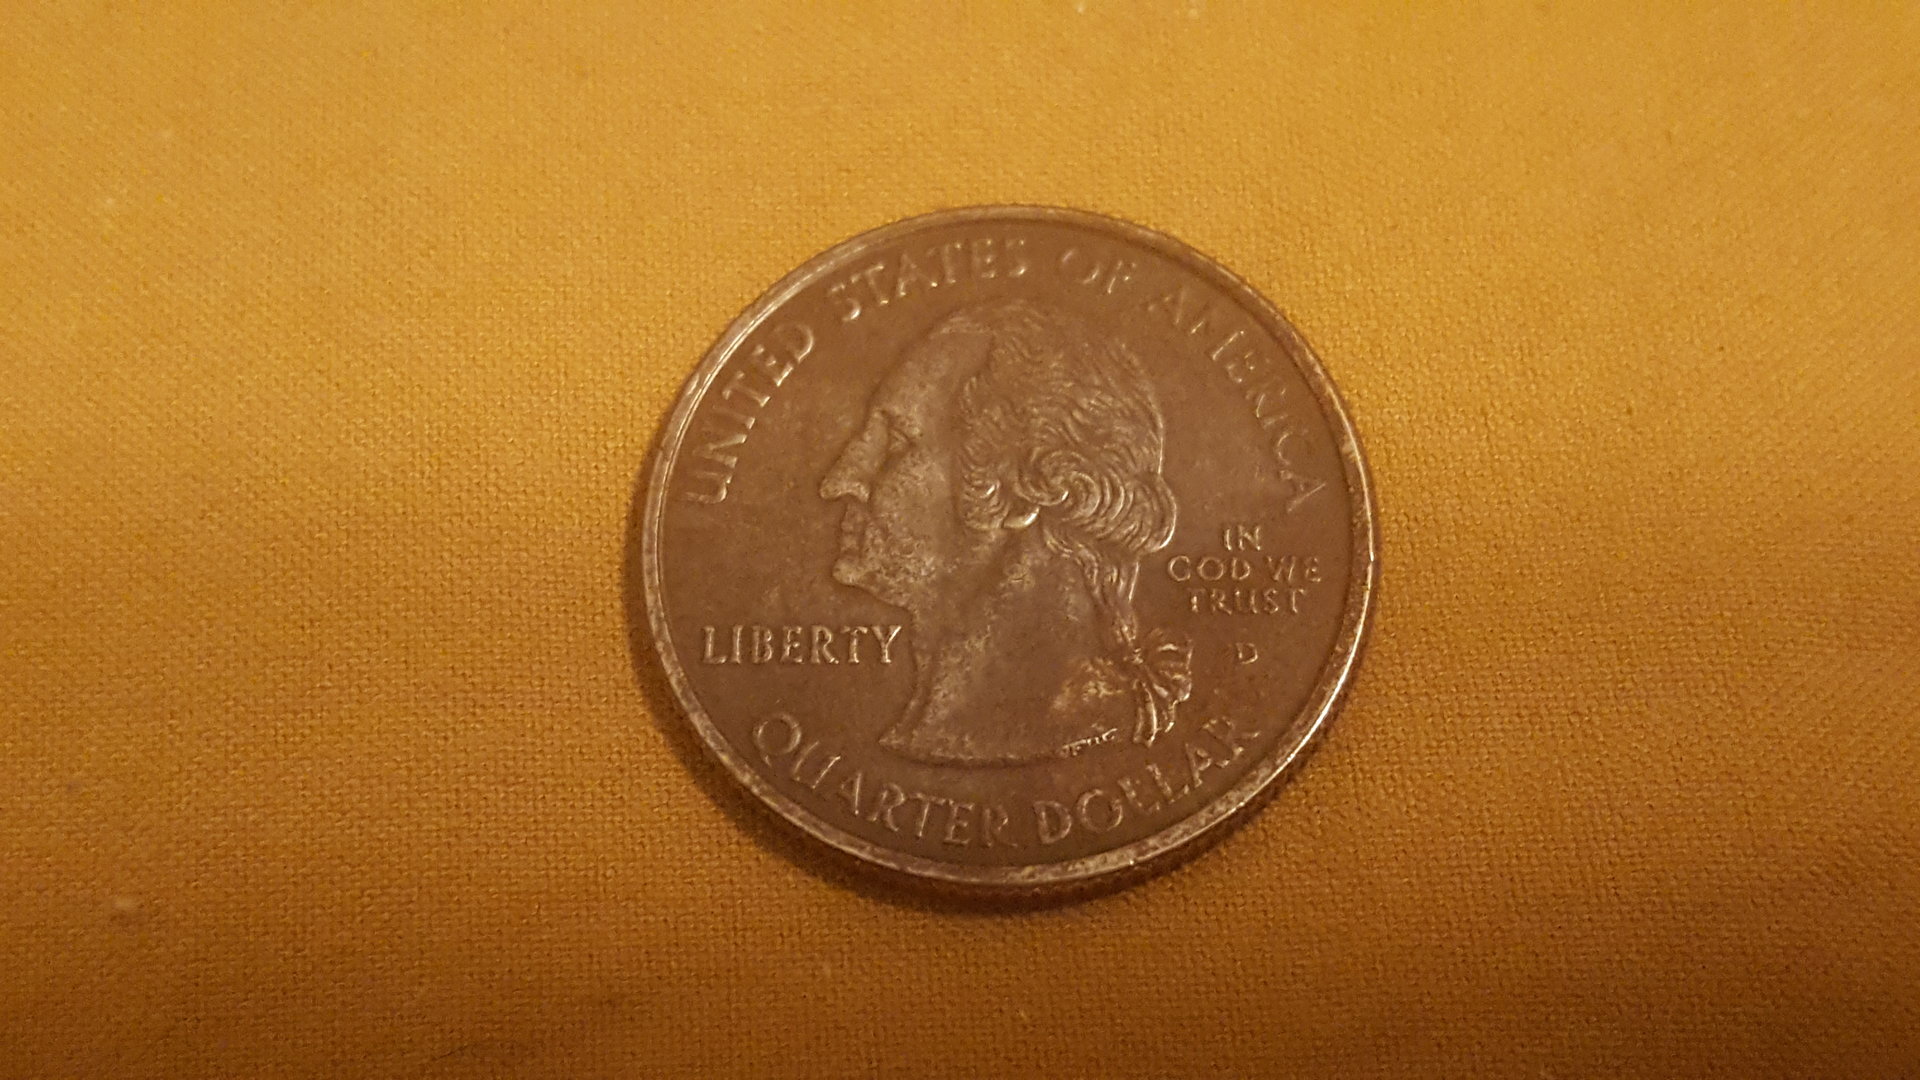 UNITED STATES OF AMERICA
LIBERTY
IN
GOD WE
TRUST
D
QUARTER DOLLAR